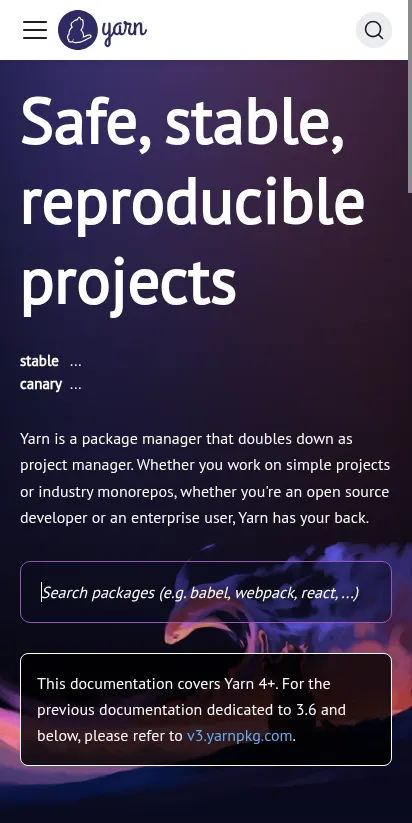 yarn
Safe, stable,
reproducible
projects
stable ...
canary ...
Yarn is a package manager that doubles down as
project manager. Whether you work on simple projects
or industry monorepos, whether you're an open source
developer or an enterprise user, Yarn has your back.
Search packages (e.g. babel, webpack, react, ...)
This documentation covers Yarn 4+. For the
previous documentation dedicated to 3.6 and
below, please refer to v3.yarnpkg.com.